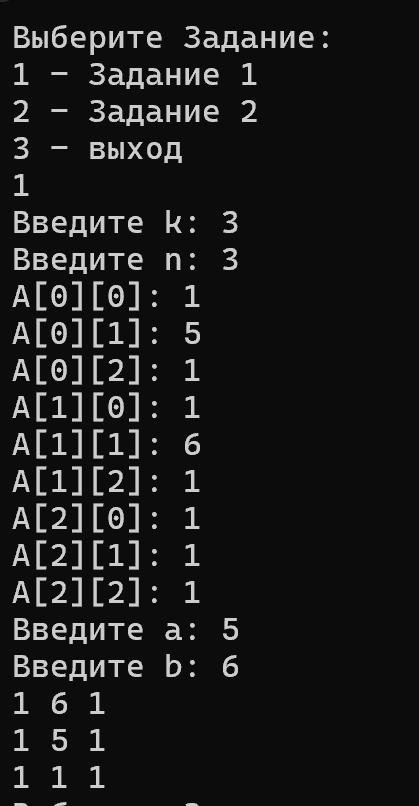 Выберите Задание:
1 – Задание 1
2 – Задание 2
3 – выход
1
Введите k: 3
Введите n: 3
A[0][0]: 1
A[0][1]: 5
A[0][2]: 1
A[1][0]: 1
A[1][1]: 6
A[1][2]: 1
A[2][0]: 1
A[2][1]: 1
A[2][2]: 1
Введите a: 5
Введите b: 6
1 6 1
1 5 1
1 1 1